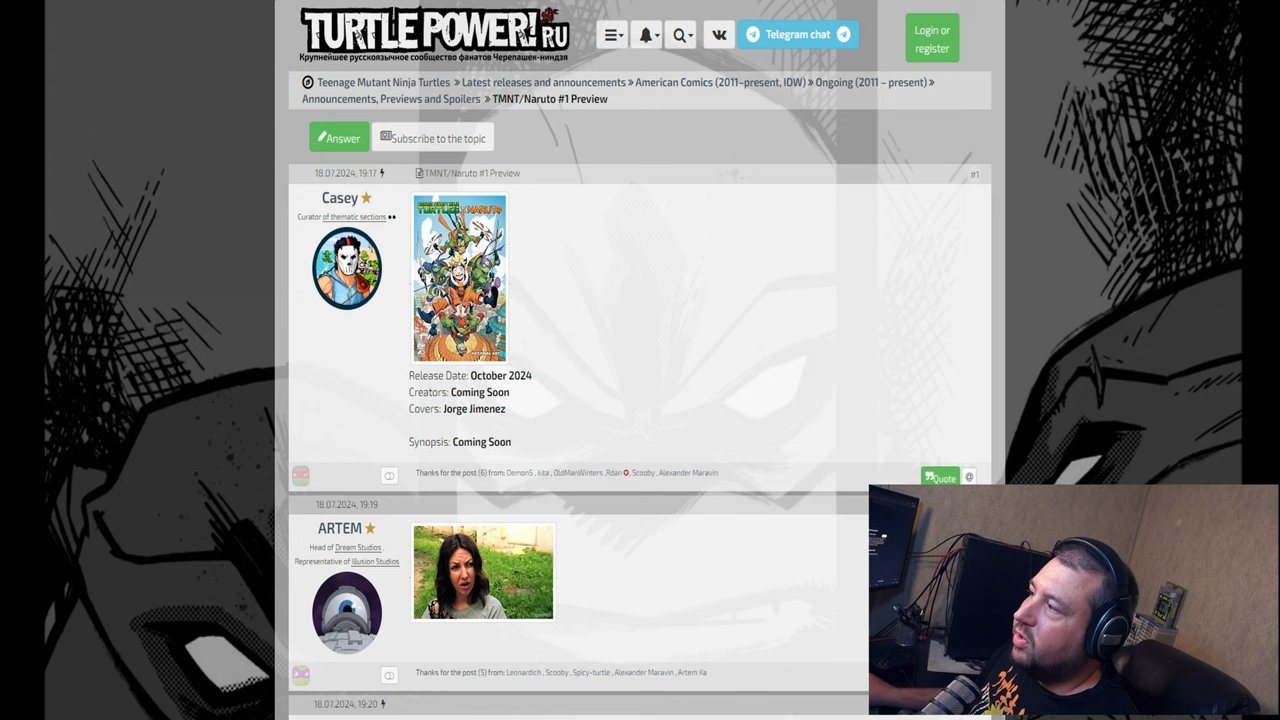 TURTLE POWER! RU
Крупнейшее русскоязычное сообщество фанатов Черепашек-ниндзя
Telegram chat
Login or
register
Teenage Mutant Ninja Turtles » Latest releases and announcements » American Comics (2011–present, IDW) » Ongoing (2011 – present) »
Announcements, Previews and Spoilers » TMNT/Naruto #1 Preview
Answer
Subscribe to the topic
18.07.2024, 19:17
TMNT/Naruto #1 Preview
#1
Casey
Curator of thematic sections
TURTLES NARUTO
Release Date: October 2024
Creators: Coming Soon
Covers: Jorge Jimenez
Synopsis: Coming Soon
Thanks for the post (6) from: DemonS , kita , OldManWinters , Rdan , Scooby , Alexander Maravin
Quote
@
18.07.2024, 19:19
ARTEM
Head of Dream Studios ,
Representative of Illusion Studios
Thanks for the post (5) from: Leonardich , Scooby , Spicy-turtle , Alexander Maravin , Artem Ka
18.07.2024, 19:20